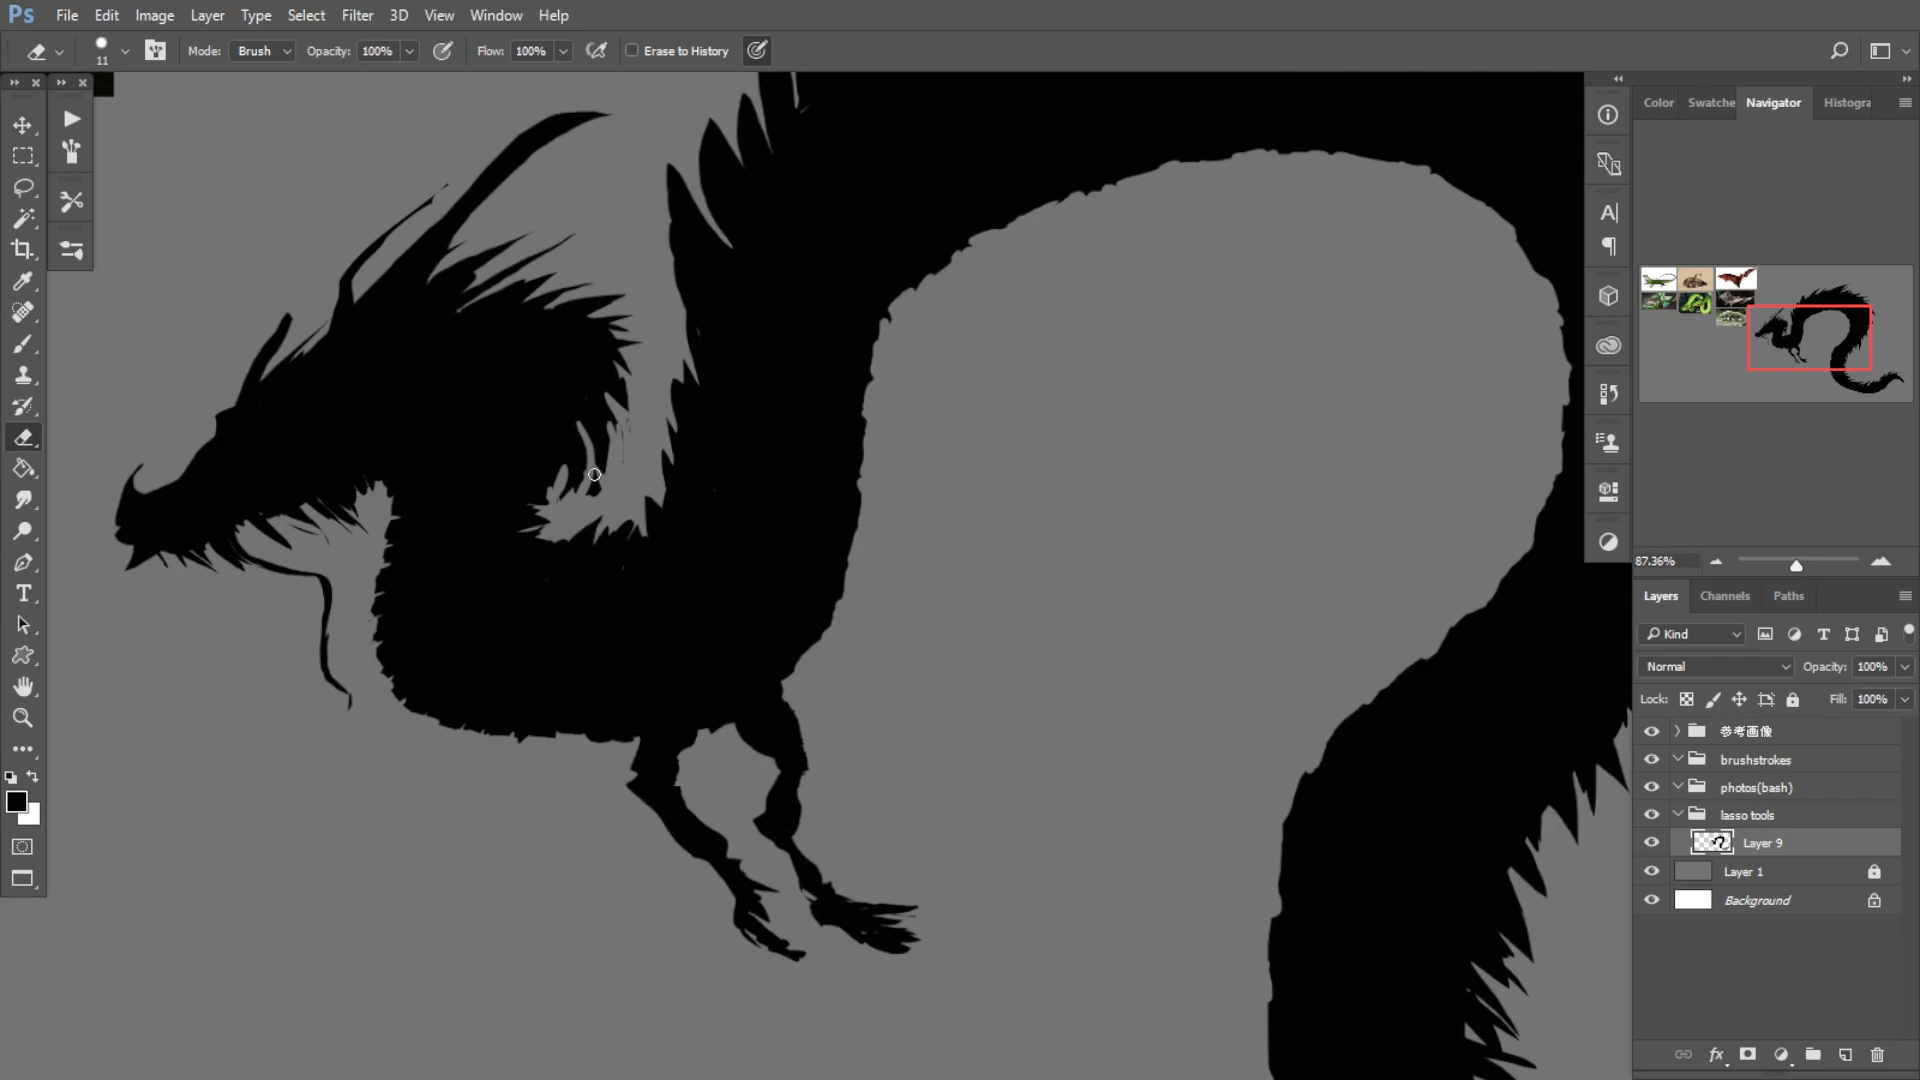 Ps File Edit Image Layer Type Select Filter 3D View Window Help
11 Mode: Brush Opacity: 100% Flow: 100% Erase to History
Color Swatche Navigator Histogra
87.36%
Layers Channels Paths
Kind
Normal Opacity: 100%
Lock: Fill: 100%
参考画像
brushstrokes
photos(bash)
lasso tools
Layer 9
Layer 1
Background
fx